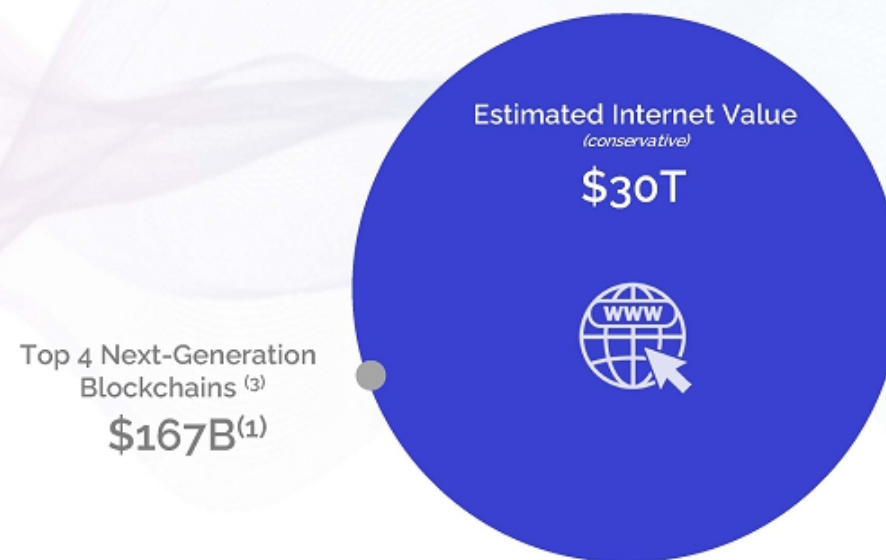 Estimated Internet Value
(conservative)
$30T
www
Top 4 Next-Generation
Blockchains (3)
$167B(1)